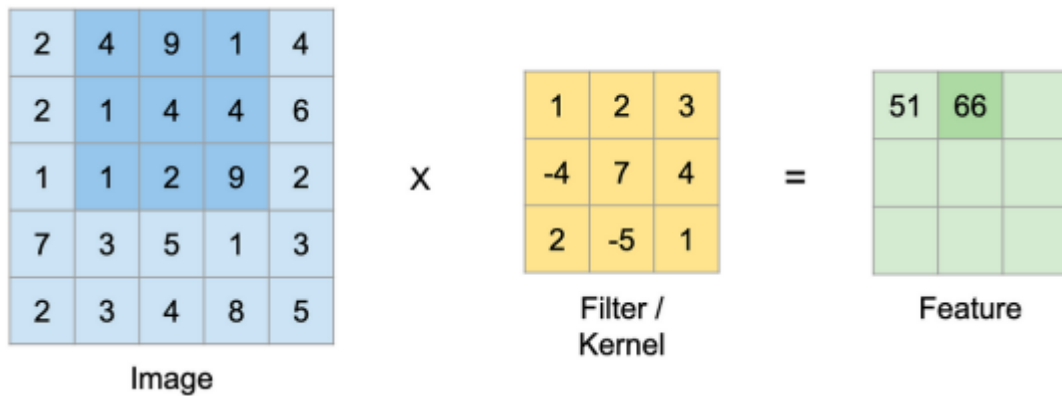 2 4 9 1 4
2 1 4 4 6
1 1 2 9 2
7 3 5 1 3
2 3 4 8 5
Image
x
1 2 3
-4 7 4
2 -5 1
Filter /
Kernel
=
51 66
Feature